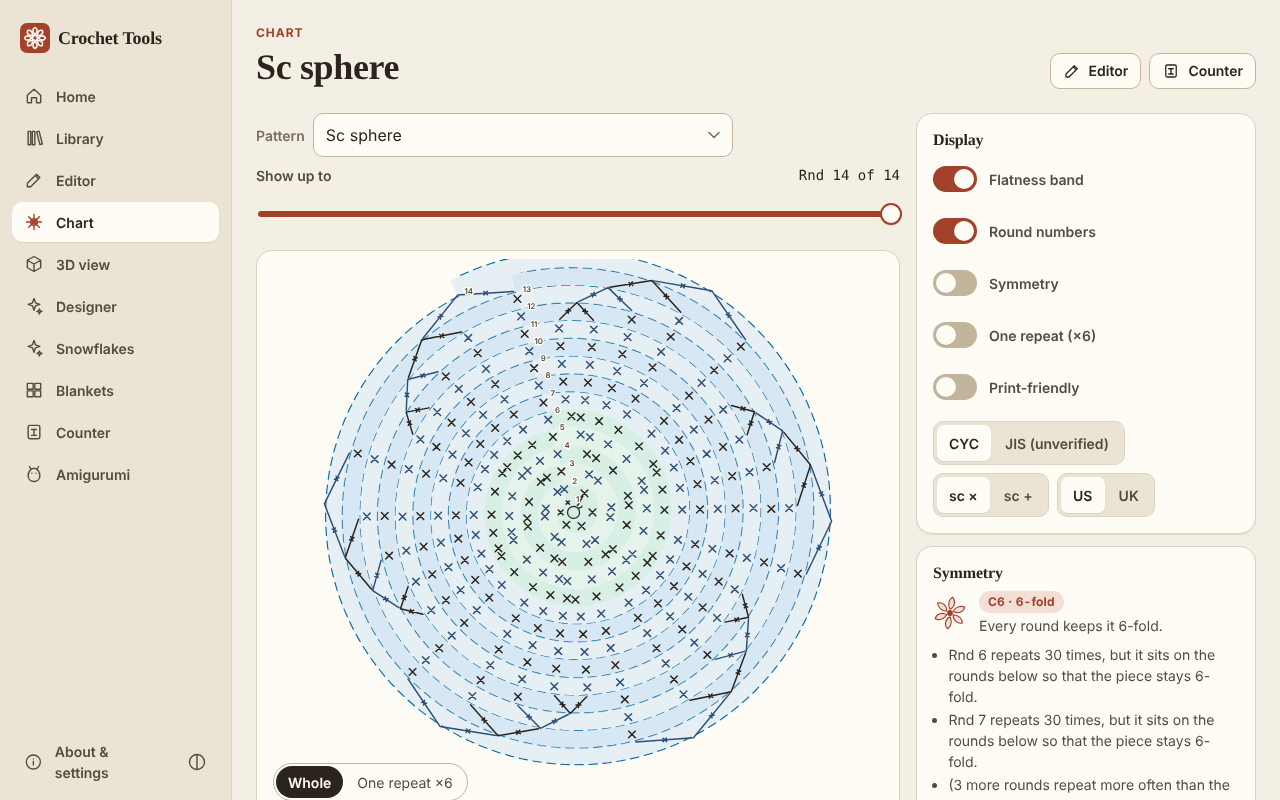 Crochet Tools
Home
Library
Editor
Chart
3D view
Designer
Snowflakes
Blankets
Counter
Amigurumi
About &
settings
CHART
Sc sphere
Editor
Counter
Pattern
Sc sphere
Show up to
Rnd 14 of 14
14
13
12
11
10
9
8
7
6
5
4
3
2
1
Whole
One repeat ×6
Display
Flatness band
Round numbers
Symmetry
One repeat (×6)
Print-friendly
CYC
JIS (unverified)
sc ×
sc +
US
UK
Symmetry
C6 · 6-fold
Every round keeps it 6-fold.
• Rnd 6 repeats 30 times, but it sits on the
rounds below so that the piece stays 6-
fold.
• Rnd 7 repeats 30 times, but it sits on the
rounds below so that the piece stays 6-
fold.
• (3 more rounds repeat more often than the